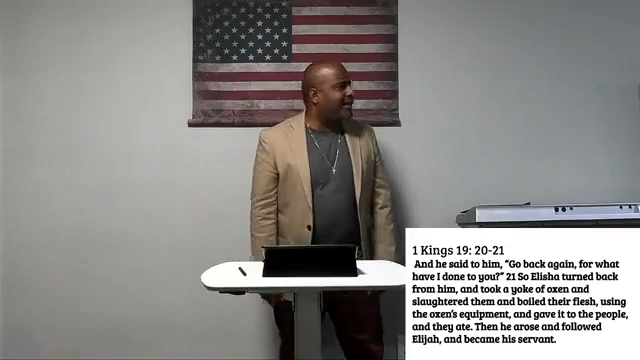 1 Kings 19: 20-21
And he said to him, “Go back again, for what
have I done to you?” 21 So Elisha turned back
from him, and took a yoke of oxen and
slaughtered them and boiled their flesh, using
the oxen’s equipment, and gave it to the people,
and they ate. Then he arose and followed
Elijah, and became his servant.